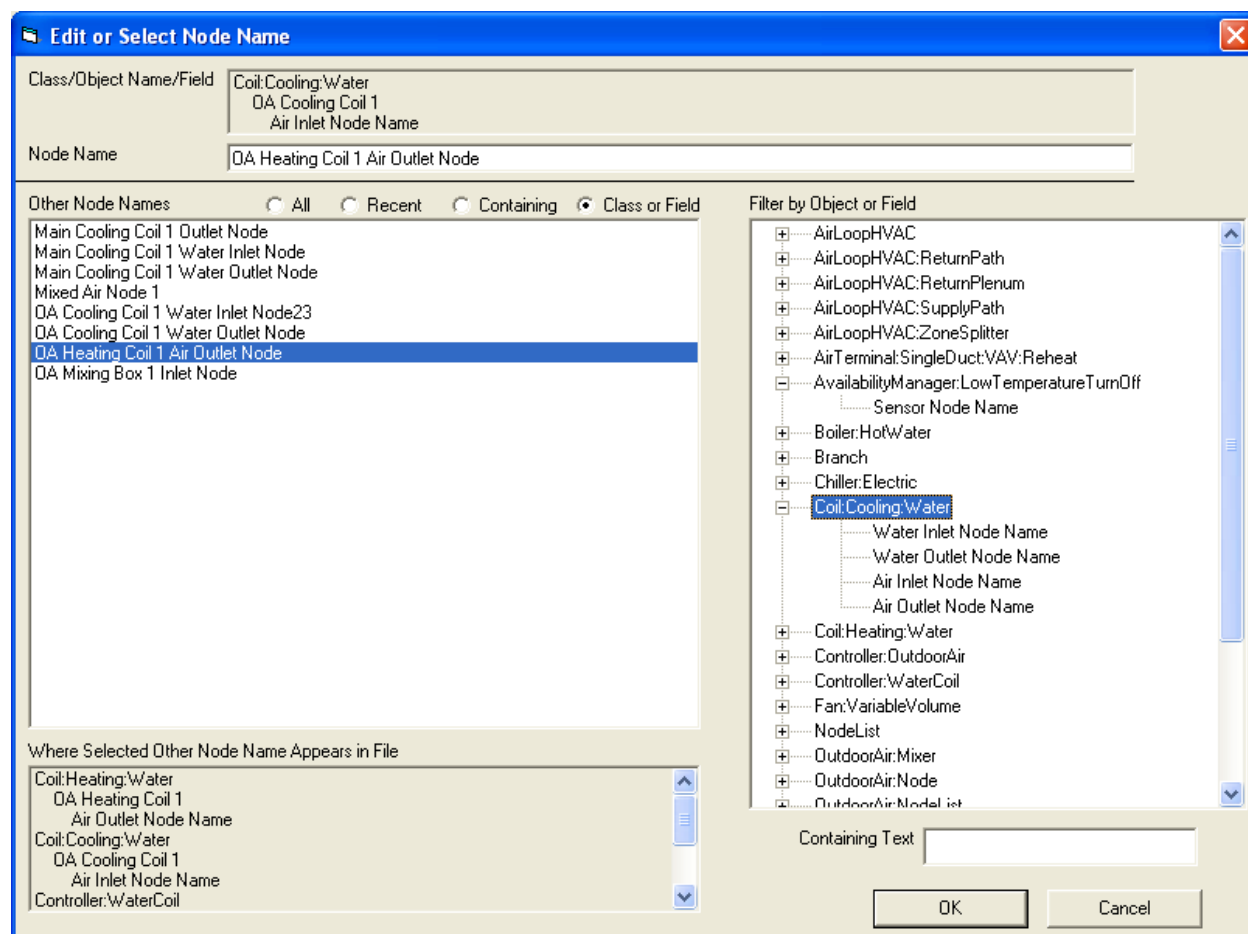 Edit or Select Node Name
Class/Object Name/Field
Coil:Cooling:Water
OA Cooling Coil 1
Air Inlet Node Name
Node Name
OA Heating Coil 1 Air Outlet Node
Other Node Names
All
Recent
Containing
Class or Field
Main Cooling Coil 1 Outlet Node
Main Cooling Coil 1 Water Inlet Node
Main Cooling Coil 1 Water Outlet Node
Mixed Air Node 1
OA Cooling Coil 1 Water Inlet Node23
OA Cooling Coil 1 Water Outlet Node
OA Heating Coil 1 Air Outlet Node
OA Mixing Box 1 Inlet Node
Where Selected Other Node Name Appears in File
Coil:Heating:Water
OA Heating Coil 1
Air Outlet Node Name
Coil:Cooling:Water
OA Cooling Coil 1
Air Inlet Node Name
Controller:WaterCoil
Filter by Object or Field
AirLoopHVAC
AirLoopHVAC:ReturnPath
AirLoopHVAC:ReturnPlenum
AirLoopHVAC:SupplyPath
AirLoopHVAC:ZoneSplitter
AirTerminal:SingleDuct:VAV:Reheat
AvailabilityManager:LowTemperatureTurnOff
Sensor Node Name
Boiler:HotWater
Branch
Chiller:Electric
Coil:Cooling:Water
Water Inlet Node Name
Water Outlet Node Name
Air Inlet Node Name
Air Outlet Node Name
Coil:Heating:Water
Controller:OutdoorAir
Controller:WaterCoil
Fan:VariableVolume
NodeList
OutdoorAir:Mixer
OutdoorAir:Node
OutdoorAir:NodeList
Containing Text
OK
Cancel